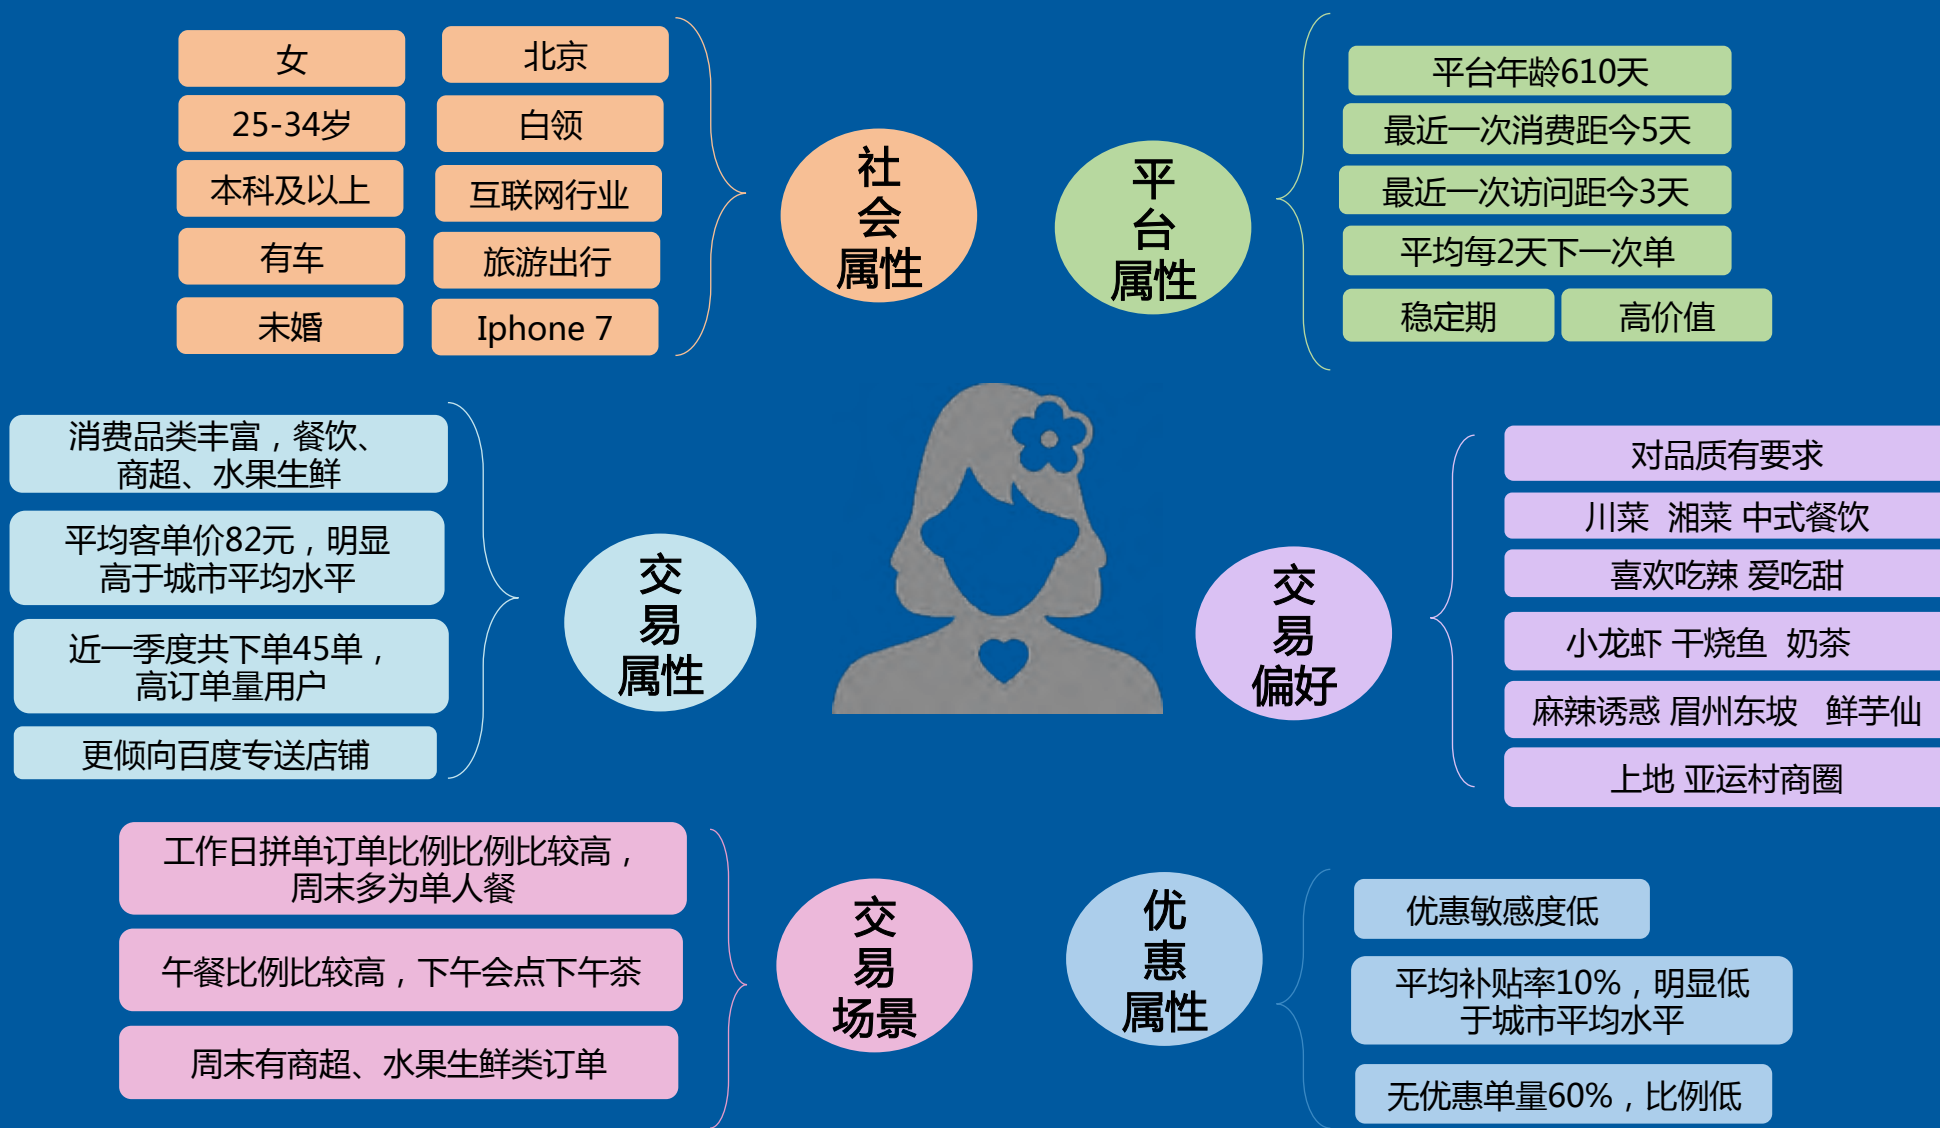 女
北京
25-34岁
白领
本科及以上
互联网行业
有车
旅游出行
未婚
Iphone 7
社
会
属性
平
台
属性
平台年龄610天
最近一次消费距今5天
最近一次访问距今3天
平均每2天下一次单
稳定期
高价值
消费品类丰富，餐饮、
商超、水果生鲜
平均客单价82元，明显
高于城市平均水平
近一季度共下单45单，
高订单量用户
更倾向百度专送店铺
交
易
属性
交
易
偏好
对品质有要求
川菜 湘菜 中式餐饮
喜欢吃辣 爱吃甜
小龙虾 干烧鱼 奶茶
麻辣诱惑 眉州东坡 鲜芋仙
上地 亚运村商圈
工作日拼单订单比例比例比较高，
周末多为单人餐
午餐比例比较高，下午会点下午茶
周末有商超、水果生鲜类订单
交
易
场景
优
惠
属性
优惠敏感度低
平均补贴率10%，明显低
于城市平均水平
无优惠单量60%，比例低